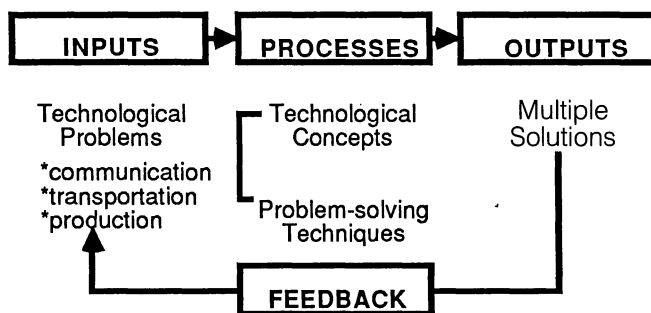 INPUTS
PROCESSES
OUTPUTS
Technological
Problems
*communication
*transportation
*production
Technological
Concepts
Problem-solving
Techniques
Multiple
Solutions
FEEDBACK